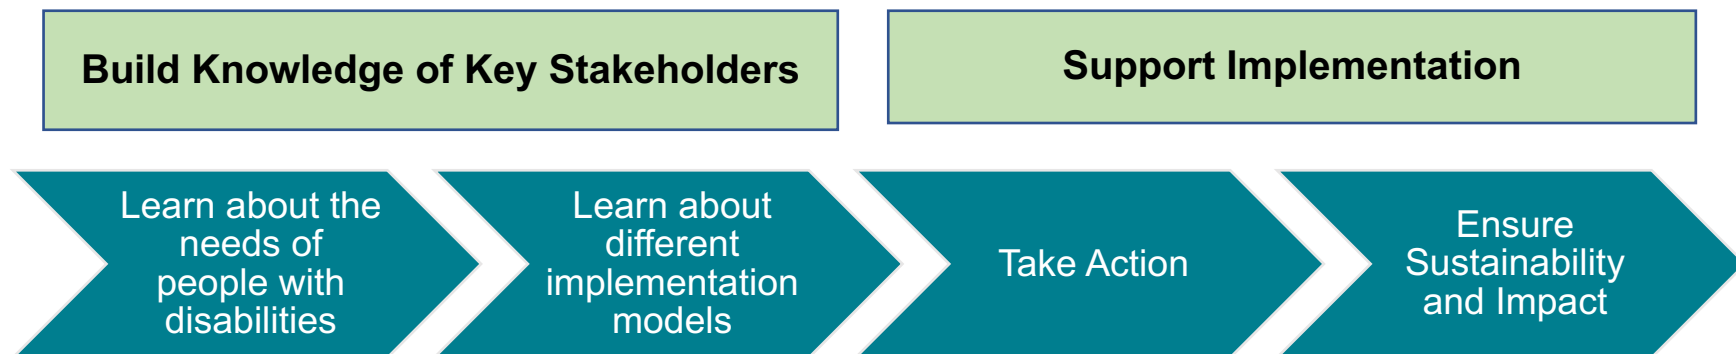 Build Knowledge of Key Stakeholders
Support Implementation
Learn about the
needs of
people with
disabilities
Learn about
different
implementation
models
Take Action
Ensure
Sustainability
and Impact